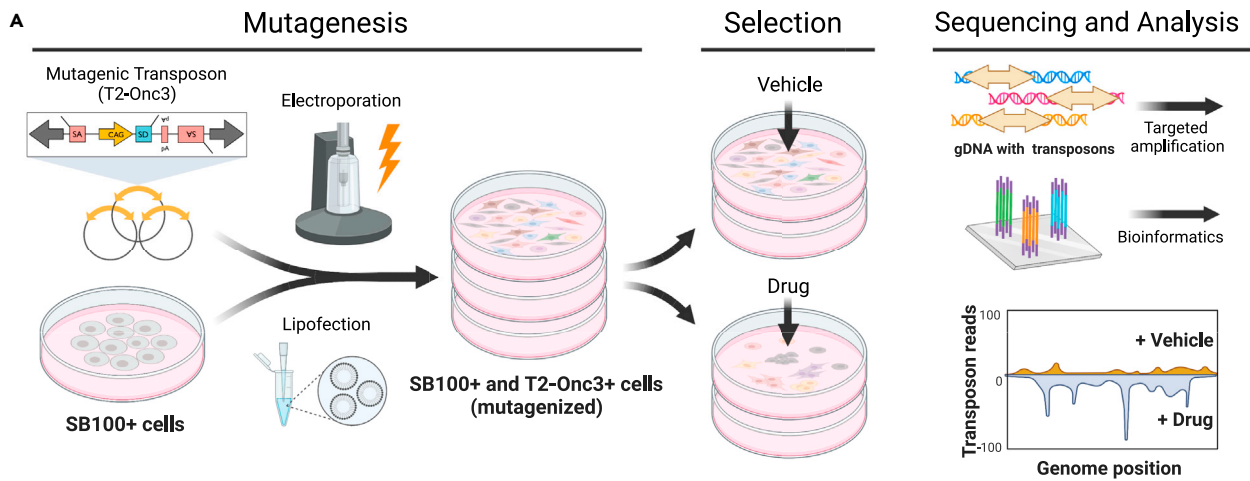 A
Mutagenesis
Selection
Sequencing and Analysis
Mutagenic Transposon
(T2-Onc3)
SA
CAG
SD
pA
pA
SA
Electroporation
Lipofection
SB100+ cells
SB100+ and T2-Onc3+ cells
(mutagenized)
Vehicle
Drug
gDNA with transposons
Targeted
amplification
Bioinformatics
Transposon reads
100
0
-100
+ Vehicle
+ Drug
Genome position